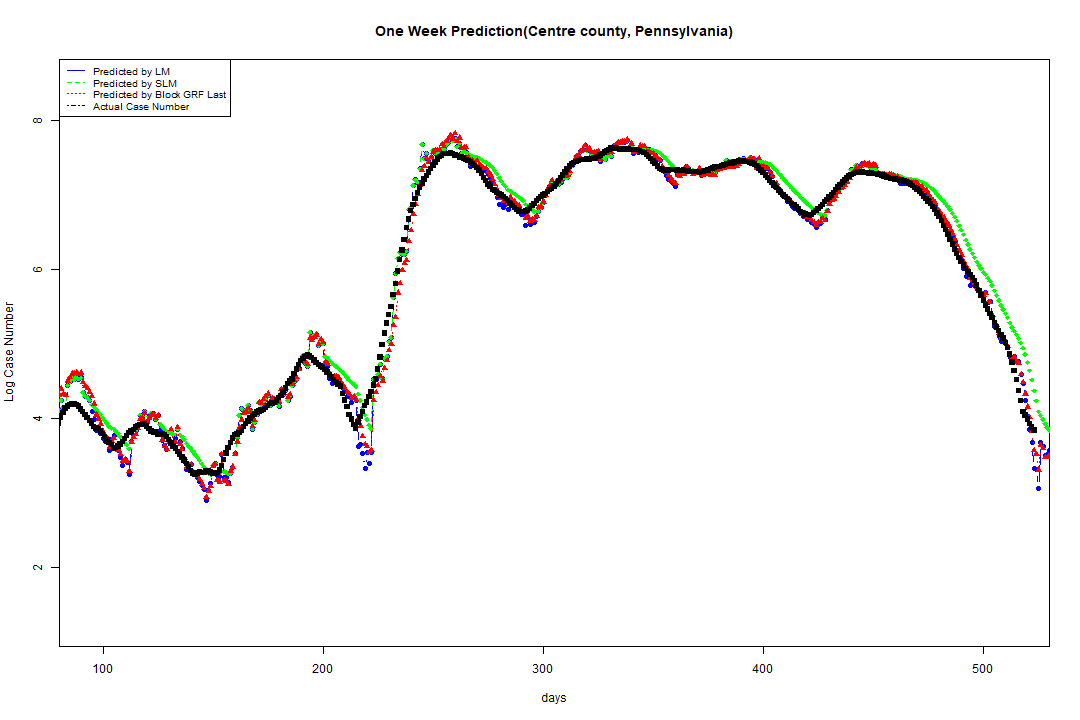 One Week Prediction(Centre county, Pennsylvania)
Predicted by LM
Predicted by SLM
Predicted by Block GRF Last
Actual Case Number
8
6
4
2
Log Case Number
100 200 300 400 500
days